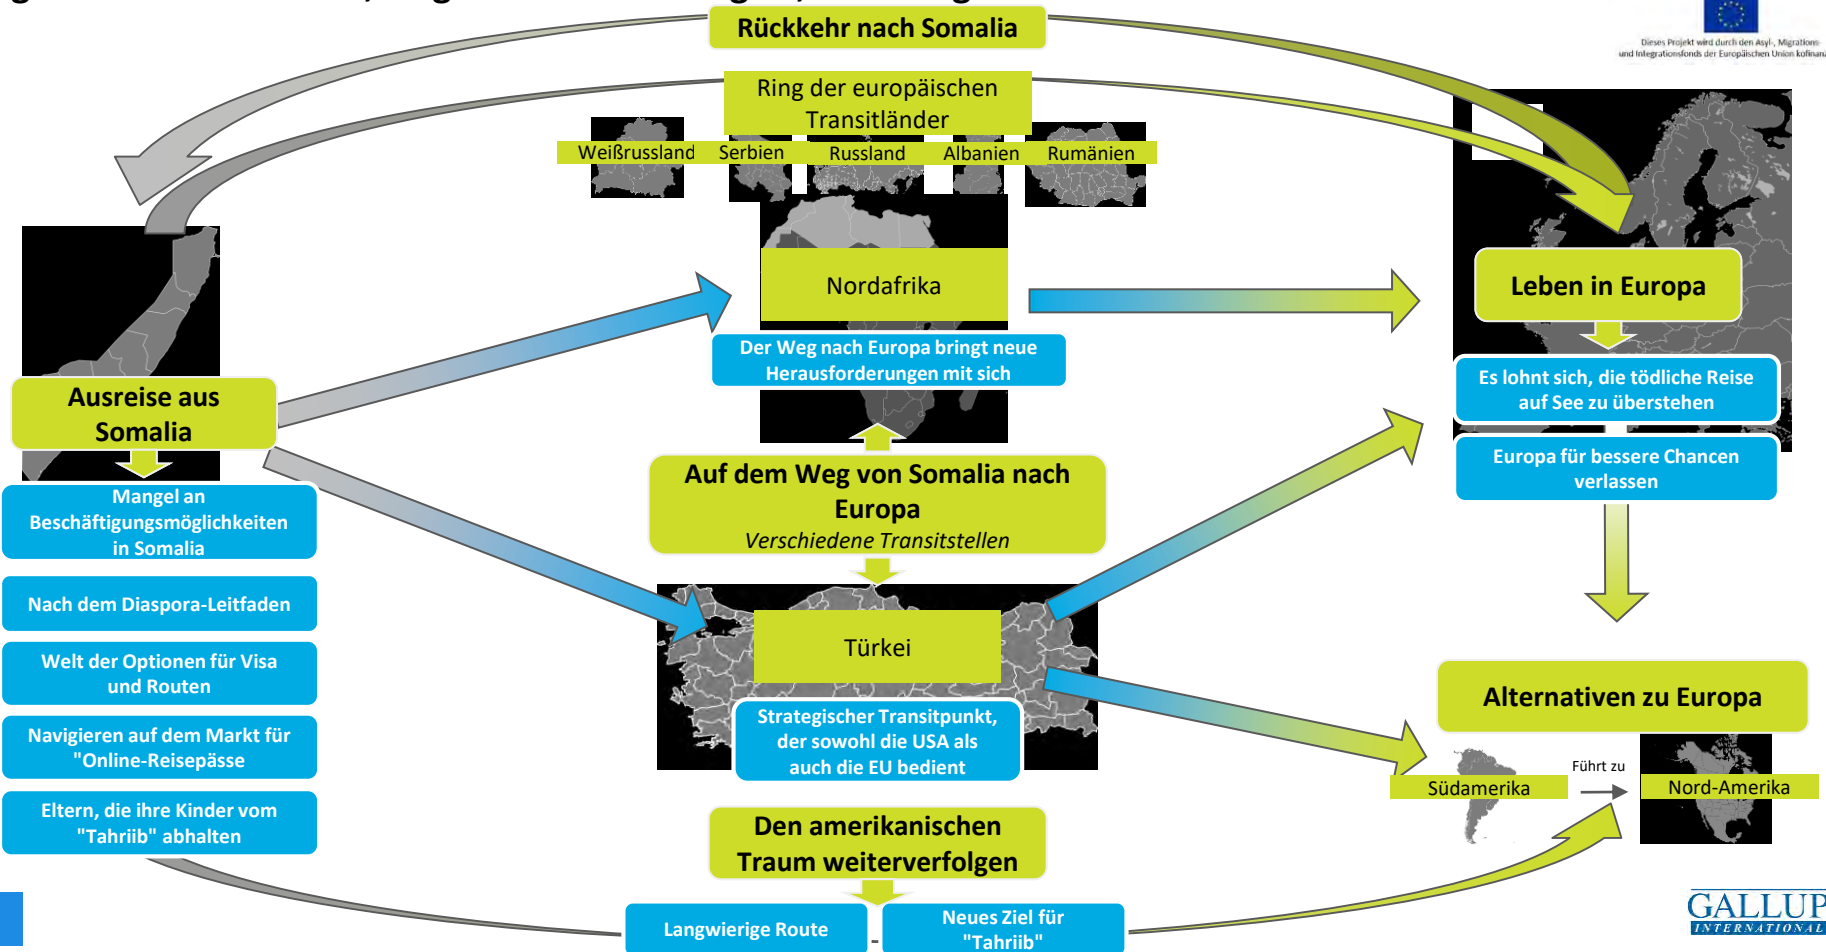 Rückkehr nach Somalia
Dieses Projekt wird durch den Asyl-, Migrations-
und Integrationsfonds der Europäischen Union
Ring der europäischen
Transitländer
Weißrussland
Serbien
Russland
Albanien
Rumänien
Nordafrika
Der Weg nach Europa bringt neue
Herausforderungen mit sich
Leben in Europa
Es lohnt sich, die tödliche Reise
auf See zu überstehen
Europa für bessere Chancen
verlassen
Ausreise aus
Somalia
Mangel an
Beschäftigungsmöglichkeiten
in Somalia
Nach dem Diaspora-Leitfaden
Welt der Optionen für Visa
und Routen
Navigieren auf dem Markt für
"Online-Reisepässe
Eltern, die ihre Kinder vom
"Tahriib" abhalten
Auf dem Weg von Somalia nach
Europa
Verschiedene Transitstellen
Türkei
Strategischer Transitpunkt,
der sowohl die USA als
auch die EU bedient
Alternativen zu Europa
Südamerika
Führt zu
Nord-Amerika
Den amerikanischen
Traum weiterverfolgen
Langwierige Route
-
Neues Ziel für
"Tahriib"
GALLUP
INTERNATIONAL